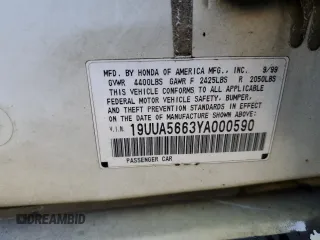 MFD. BY HONDA OF AMERICA MFG., INC. 9/99
GVWR 4400LBS GAWR F 2425LBS R 2050LBS
THIS VEHICLE CONFORMS TO ALL APPLICABLE
FEDERAL MOTOR VEHICLE SAFETY, BUMPER,
AND THEFT PREVENTION STANDARDS IN EFFECT
ON THE DATE OF MANUFACTURE SHOWN ABOVE.
V.I.N. 19UUA5663YA000590
PASSENGER CAR
© DREAMBID